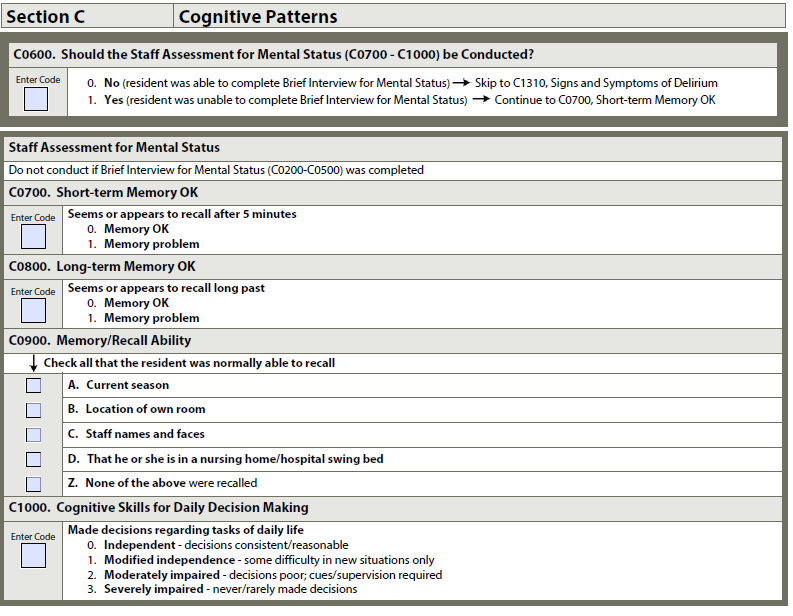 Section C
Cognitive Patterns
C0600. Should the Staff Assessment for Mental Status (C0700 - C1000) be Conducted?
Enter Code
0. No (resident was able to complete Brief Interview for Mental Status) → Skip to C1310, Signs and Symptoms of Delirium
1. Yes (resident was unable to complete Brief Interview for Mental Status) → Continue to C0700, Short-term Memory OK
Staff Assessment for Mental Status
Do not conduct if Brief Interview for Mental Status (C0200-C0500) was completed
C0700. Short-term Memory OK
Enter Code
Seems or appears to recall after 5 minutes
0. Memory OK
1. Memory problem
C0800. Long-term Memory OK
Enter Code
Seems or appears to recall long past
0. Memory OK
1. Memory problem
C0900. Memory/Recall Ability
↓ Check all that the resident was normally able to recall
A. Current season
B. Location of own room
C. Staff names and faces
D. That he or she is in a nursing home/hospital swing bed
Z. None of the above were recalled
C1000. Cognitive Skills for Daily Decision Making
Enter Code
Made decisions regarding tasks of daily life
0. Independent - decisions consistent/reasonable
1. Modified independence - some difficulty in new situations only
2. Moderately impaired - decisions poor; cues/supervision required
3. Severely impaired - never/rarely made decisions